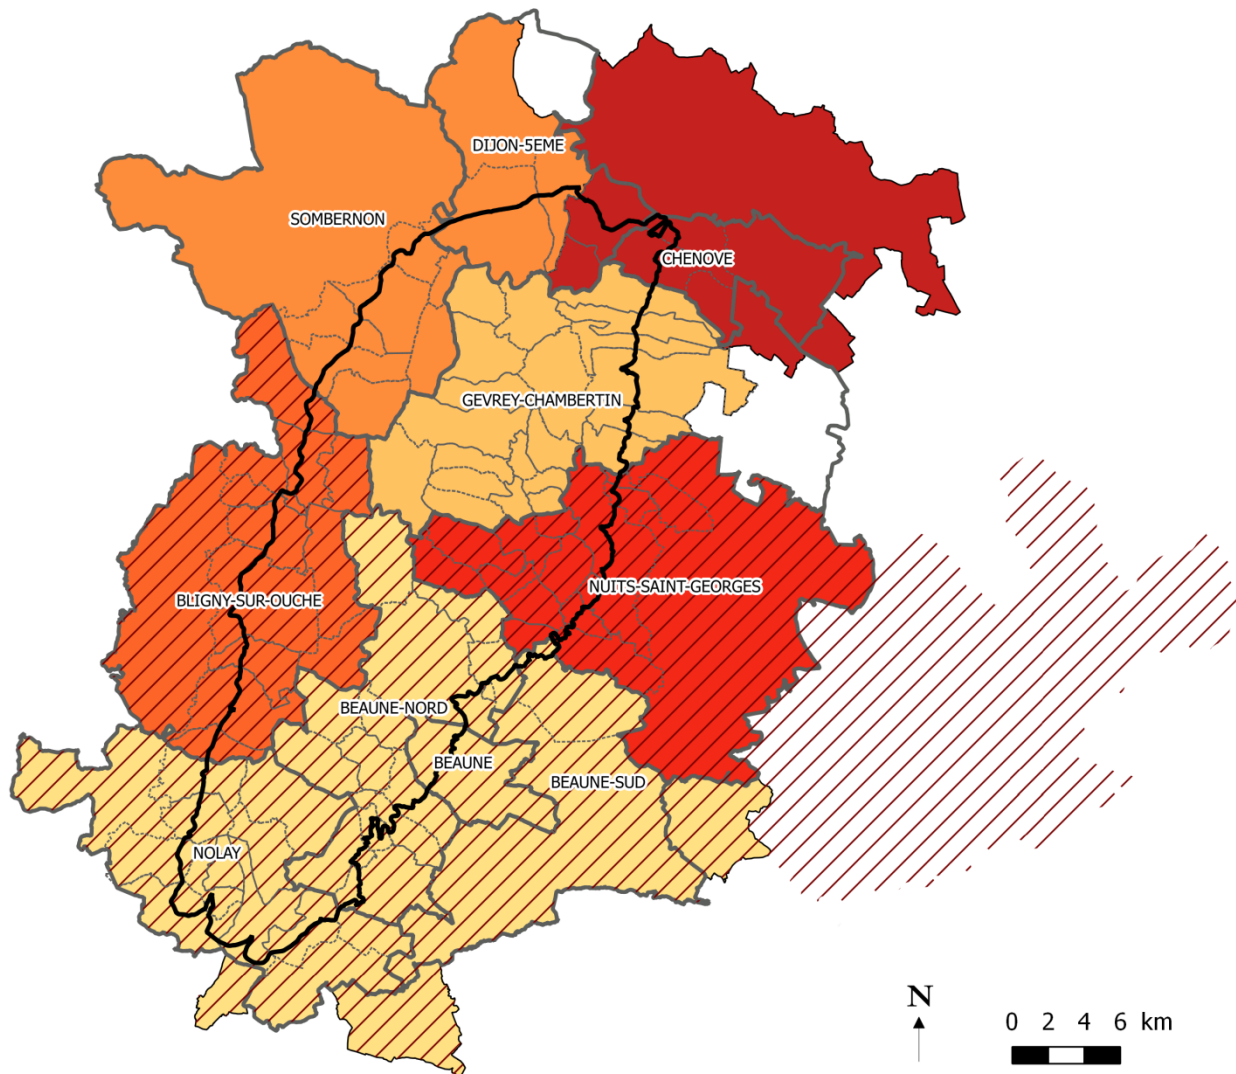 DIJON-5EME
SOMBERNON
CHENOVE
GEVREY-CHAMBERTIN
NUITS-SAINT-GEORGES
BLIGNY-SUR-OUCHE
BEAUNE-NORD
BEAUNE
BEAUNE-SUD
NOLAY
N
0 2 4 6 km